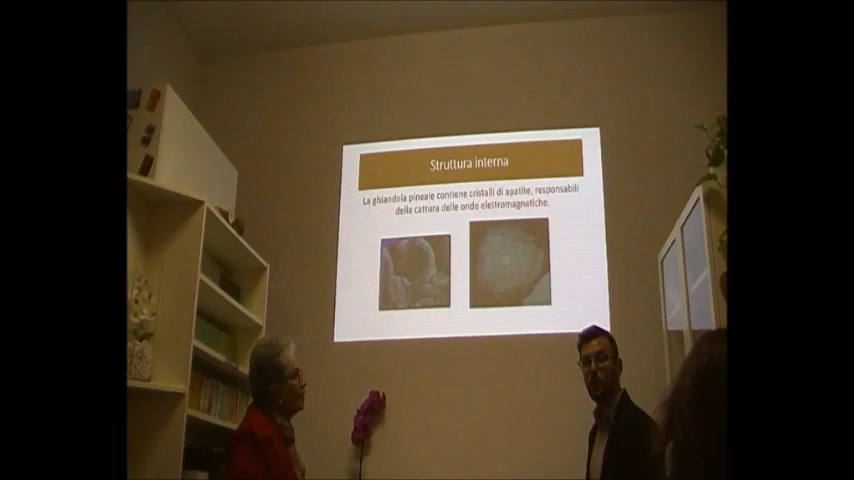 Struttura interna
La ghiandola pineale contiene cristalli di apatite, responsabili
della cattura delle onde elettromagnetiche.